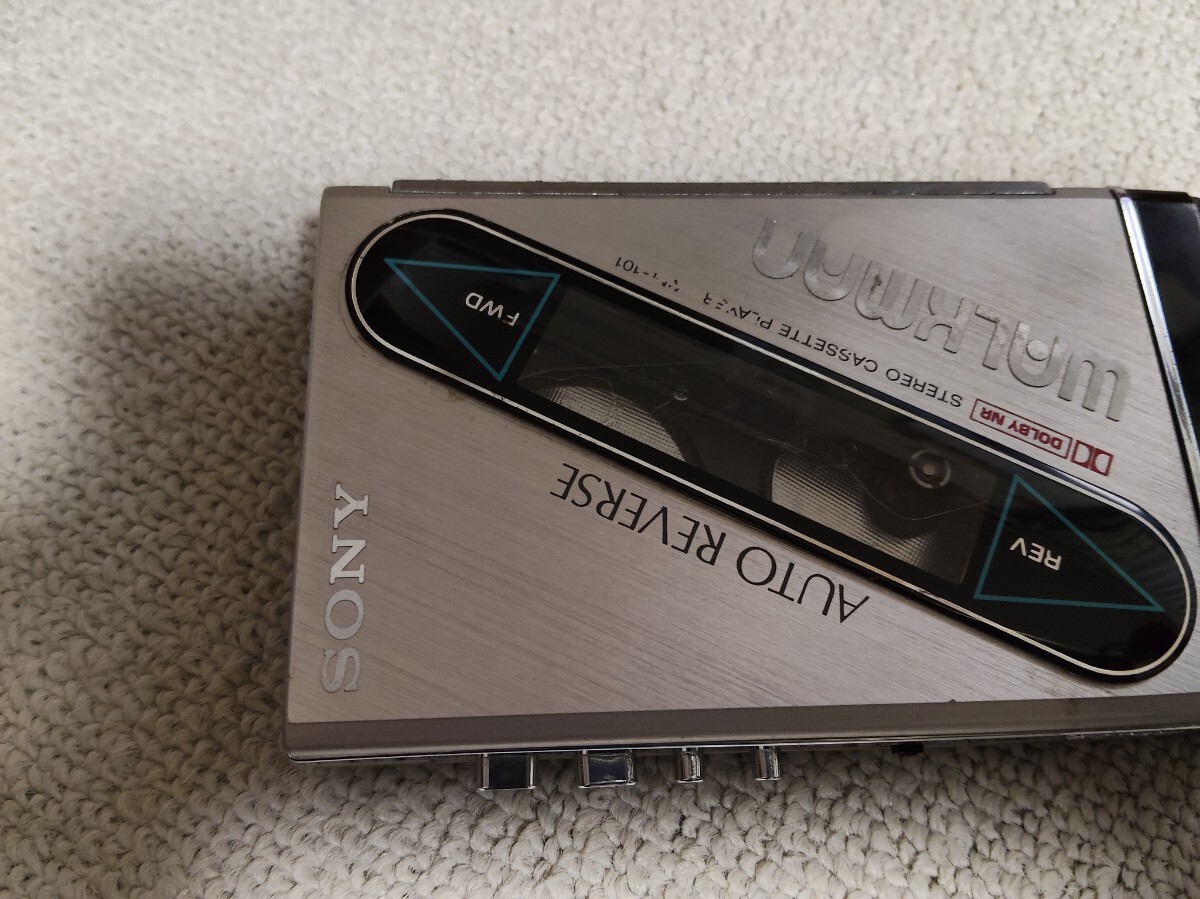 WALKMAN
DOLBY NR
STEREO CASSETTE PLAYER
REV
FWD
AUTO REVERSE
SONY